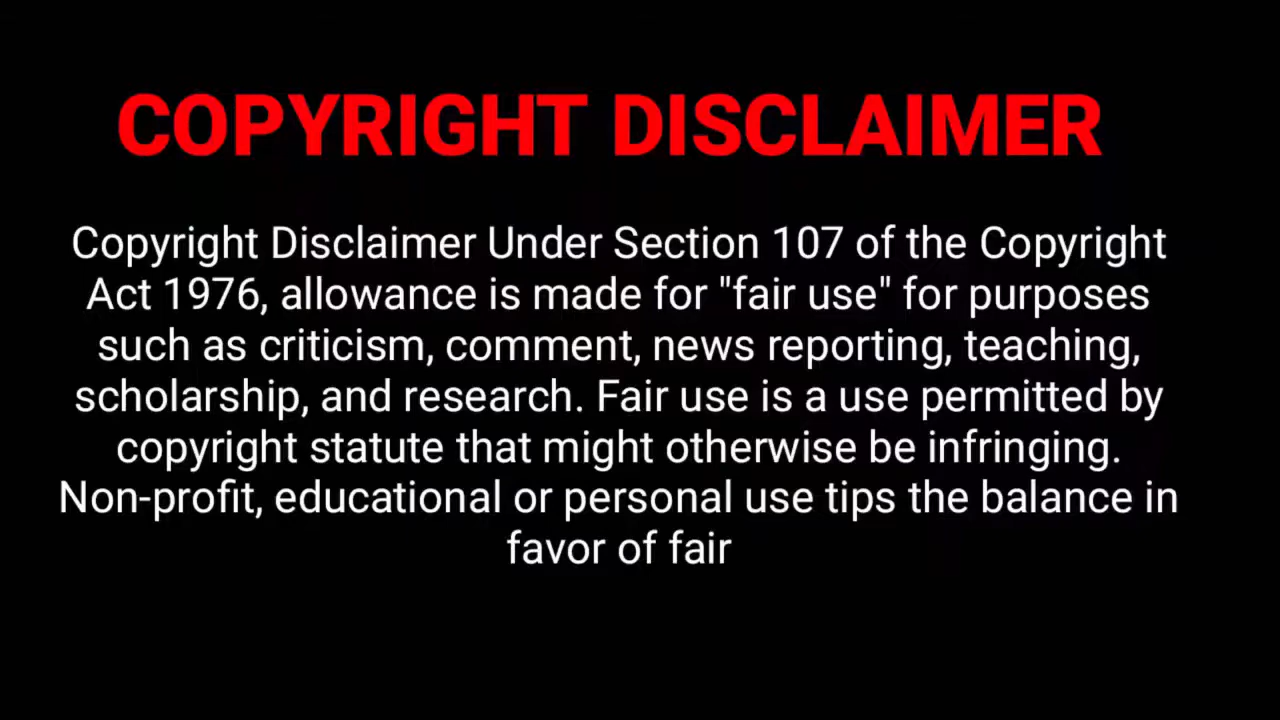 COPYRIGHT DISCLAIMER
Copyright Disclaimer Under Section 107 of the Copyright
Act 1976, allowance is made for "fair use" for purposes
such as criticism, comment, news reporting, teaching,
scholarship, and research. Fair use is a use permitted by
copyright statute that might otherwise be infringing.
Non-profit, educational or personal use tips the balance in
favor of fair